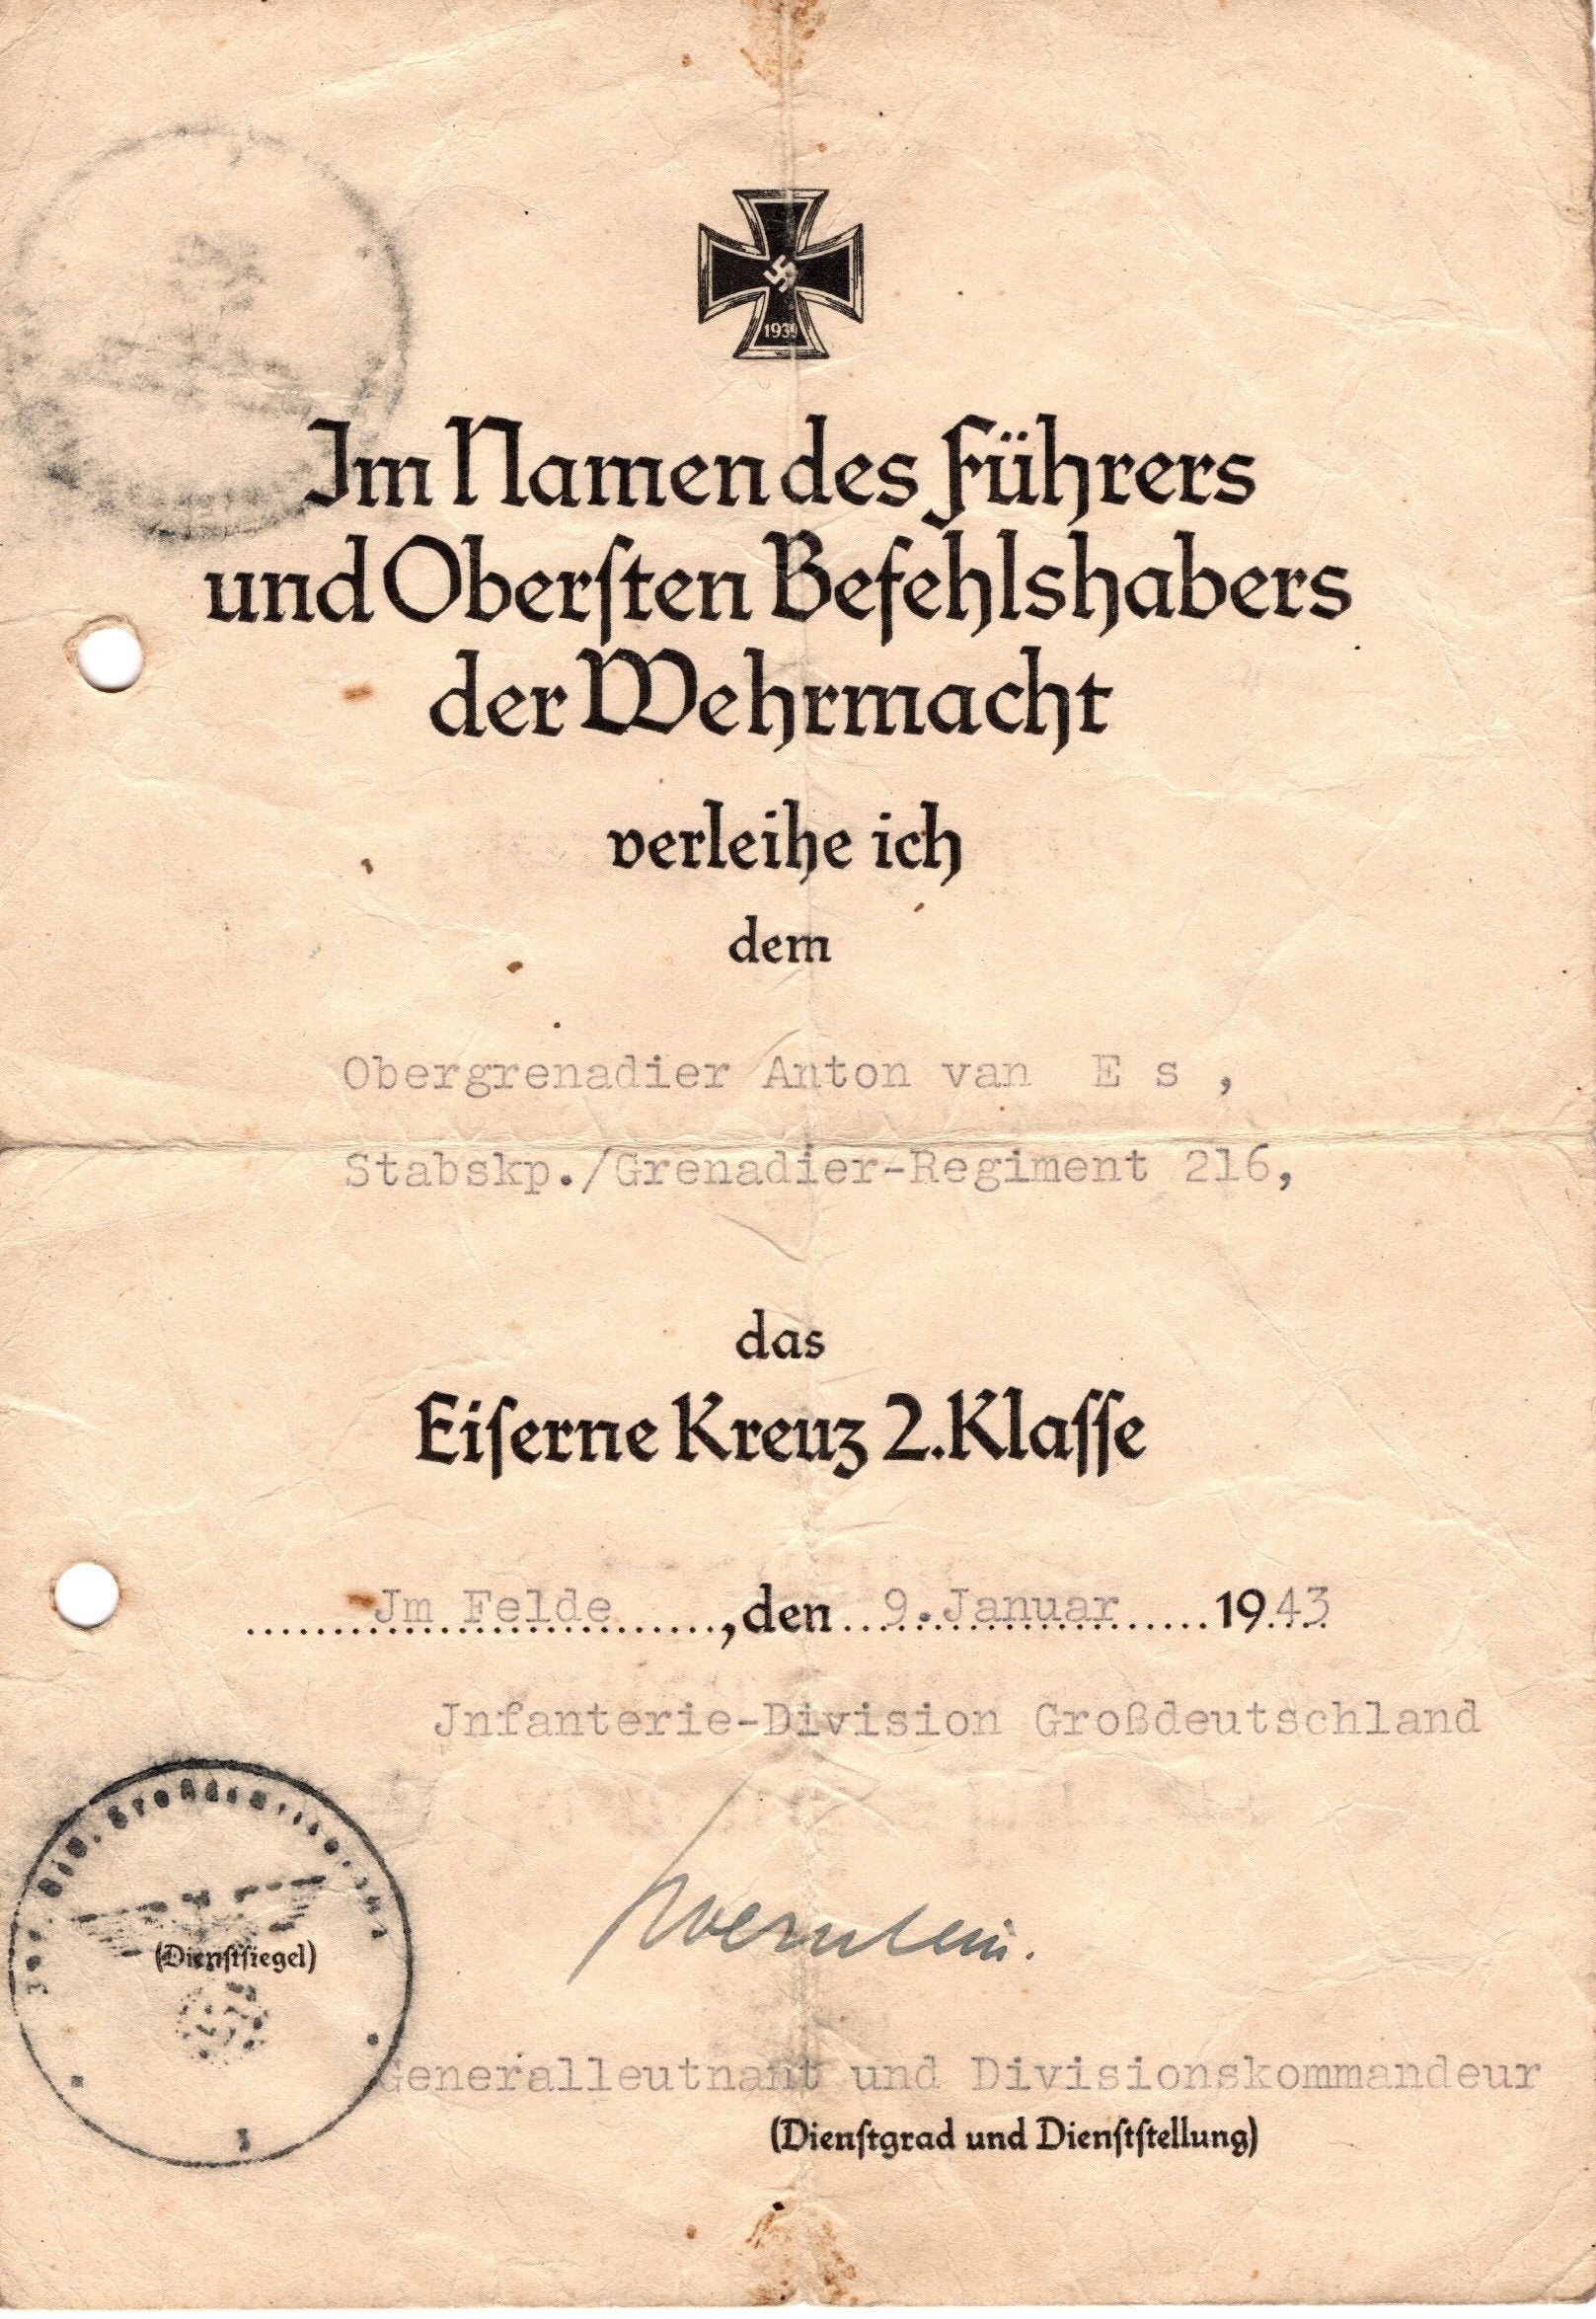 1939
Im Namen des Führers
und Oberſten Befehlshabers
der Wehrmacht
verleihe ich
dem
Obergrenadier Anton van E s ,
Stabskp./Grenadier-Regiment 216,
das
Eiſerne Kreuz 2. Klaſſe
Jm Felde, den 9. Januar 1943
Jnfanterie-Division Großdeutschland
(Dienſtſiegel)
Generalleutnant und Divisionskommandeur
(Dienſtgrad und Dienſtſtellung)